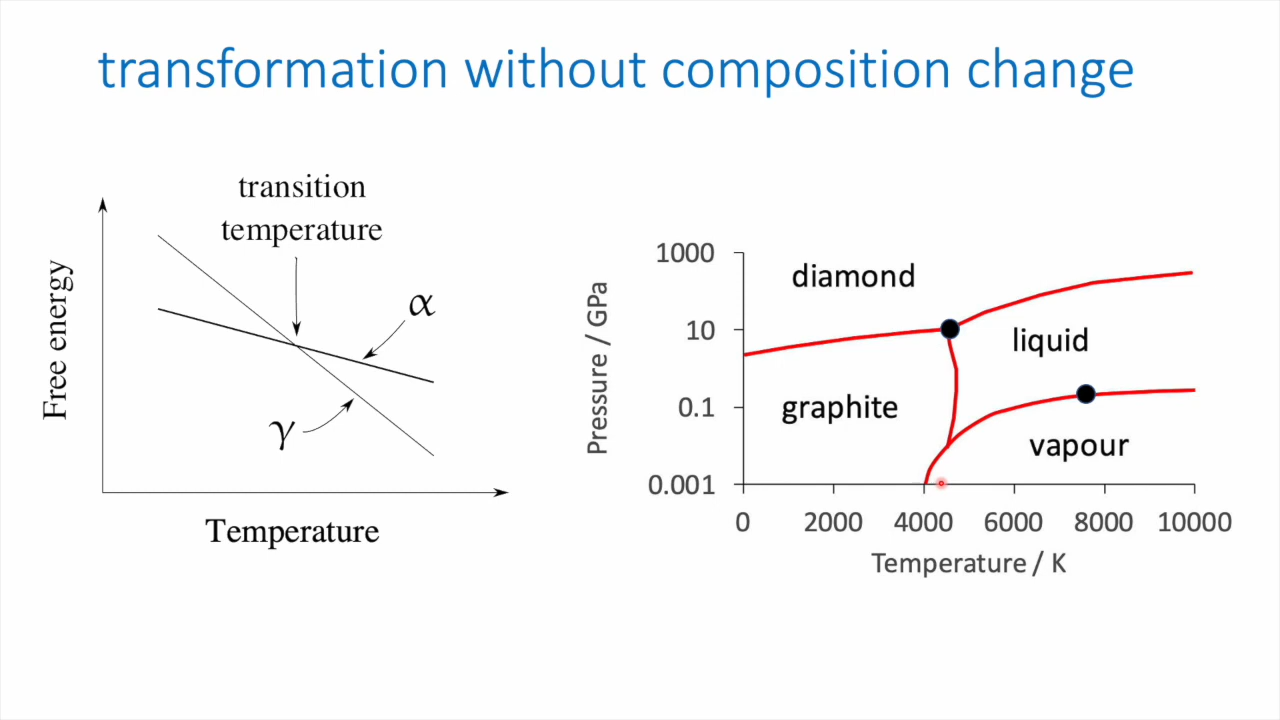 transformation without composition change
transition
temperature
α
γ
Free energy
Temperature
1000
10
0.1
0.001
Pressure / GPa
diamond
liquid
graphite
vapour
0 2000 4000 6000 8000 10000
Temperature / K